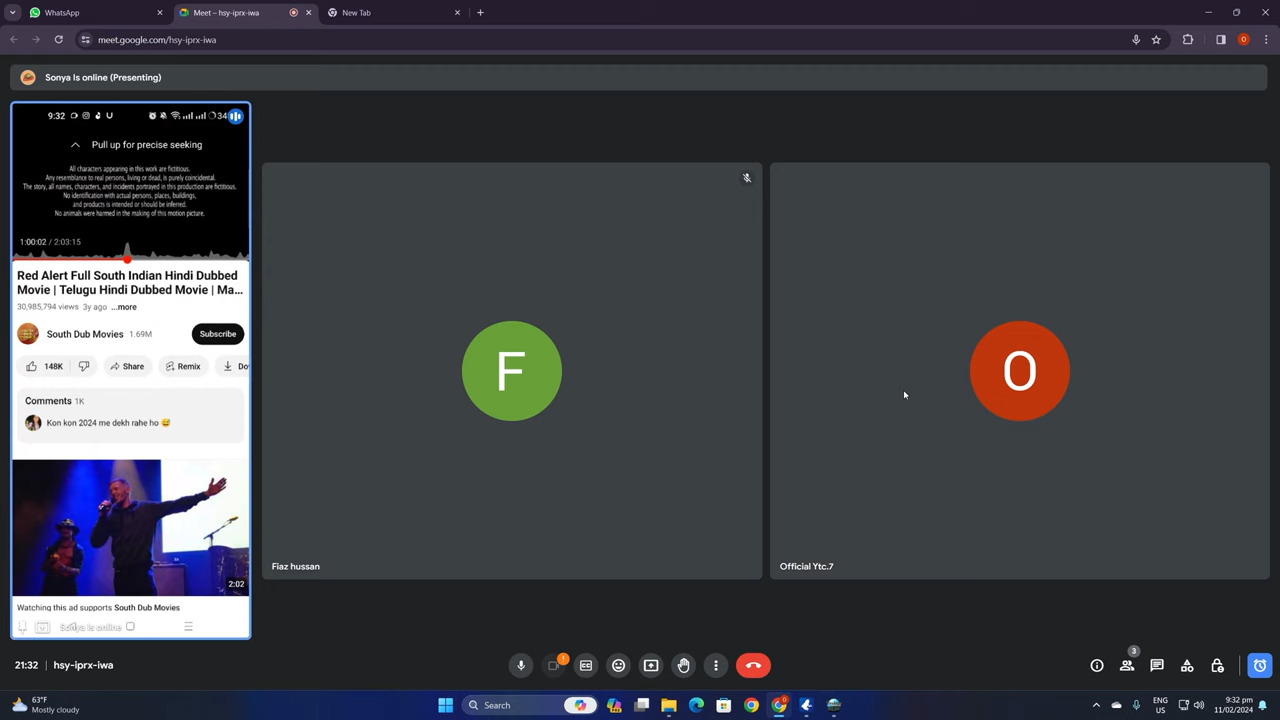 WhatsApp
Meet – hsy-iprx-iwa
New Tab
meet.google.com/hsy-iprx-iwa
O
Sonya Is online (Presenting)
9:32
34
Pull up for precise seeking
All characters appearing in this work are fictitious.
Any resemblance to real persons, living or dead, is purely coincidental.
The story, all names, characters, and incidents portrayed in this production are fictitious.
No identification with actual persons, places, buildings,
and products is intended or should be inferred.
No animals were harmed in the making of this motion picture.
1:00:02 / 2:03:15
Red Alert Full South Indian Hindi Dubbed
Movie | Telugu Hindi Dubbed Movie | Ma...
30,985,794 views 3y ago ...more
South Dub Movies 1.69M
Subscribe
148K
Share
Remix
Do
Comments 1K
Kon kon 2024 me dekh rahe ho 😅
2:02
Watching this ad supports South Dub Movies
Sonya Is online
F
Fiaz hussan
O
Official Ytc.7
21:32
hsy-iprx-iwa
3
63°F
Mostly cloudy
Search
ENG
US
9:32 pm
11/02/2024